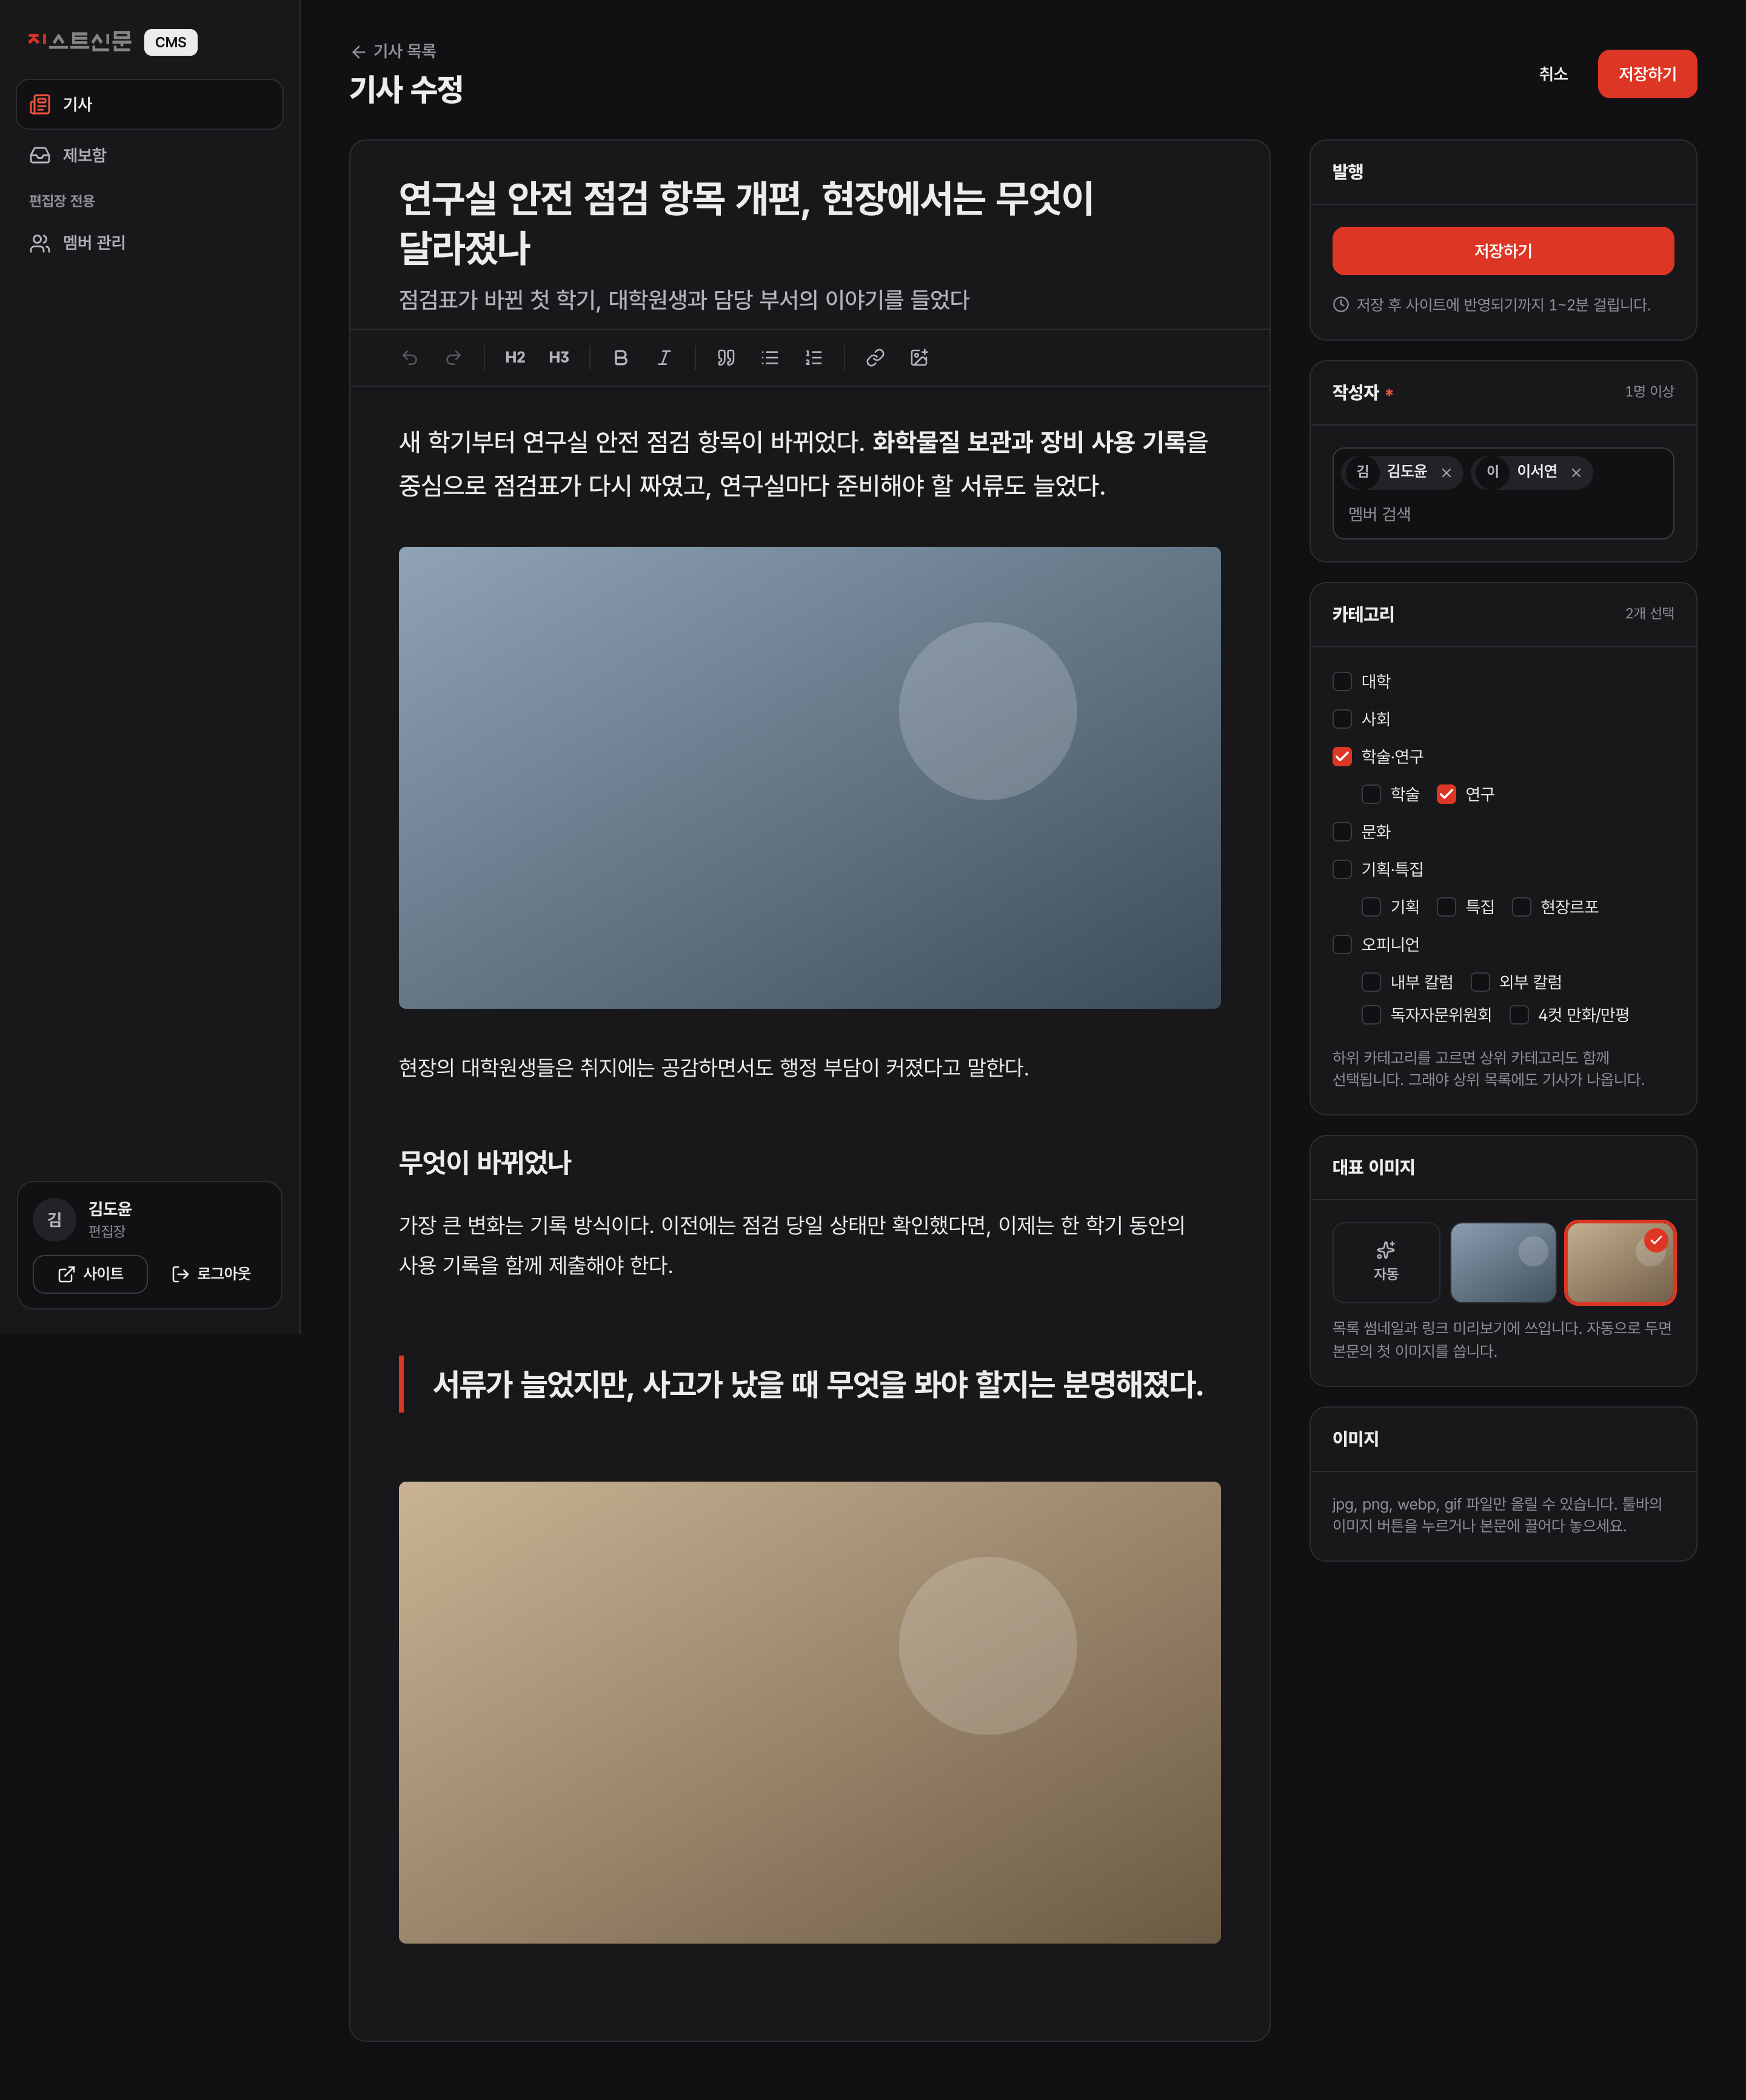 지스트신문 CMS
기사
제보함
편집장 전용
멤버 관리
김 김도윤
편집장
사이트 로그아웃
기사 목록
기사 수정
취소 저장하기
연구실 안전 점검 항목 개편, 현장에서는 무엇이
달라졌나
점검표가 바뀐 첫 학기, 대학원생과 담당 부서의 이야기를 들었다
H2 H3 B I
새 학기부터 연구실 안전 점검 항목이 바뀌었다. 화학물질 보관과 장비 사용 기록을
중심으로 점검표가 다시 짜였고, 연구실마다 준비해야 할 서류도 늘었다.
현장의 대학원생들은 취지에는 공감하면서도 행정 부담이 커졌다고 말한다.
무엇이 바뀌었나
가장 큰 변화는 기록 방식이다. 이전에는 점검 당일 상태만 확인했다면, 이제는 한 학기 동안의
사용 기록을 함께 제출해야 한다.
서류가 늘었지만, 사고가 났을 때 무엇을 봐야 할지는 분명해졌다.
발행
저장하기
저장 후 사이트에 반영되기까지 1~2분 걸립니다.
작성자 * 1명 이상
김 김도윤 × 이 이서연 ×
멤버 검색
카테고리 2개 선택
대학
사회
학술·연구
학술 연구
문화
기획·특집
기획 특집 현장르포
오피니언
내부 칼럼 외부 칼럼
독자자문위원회 4컷 만화/만평
하위 카테고리를 고르면 상위 카테고리도 함께
선택됩니다. 그래야 상위 목록에도 기사가 나옵니다.
대표 이미지
자동
목록 썸네일과 링크 미리보기에 쓰입니다. 자동으로 두면
본문의 첫 이미지를 씁니다.
이미지
jpg, png, webp, gif 파일만 올릴 수 있습니다. 툴바의
이미지 버튼을 누르거나 본문에 끌어다 놓으세요.